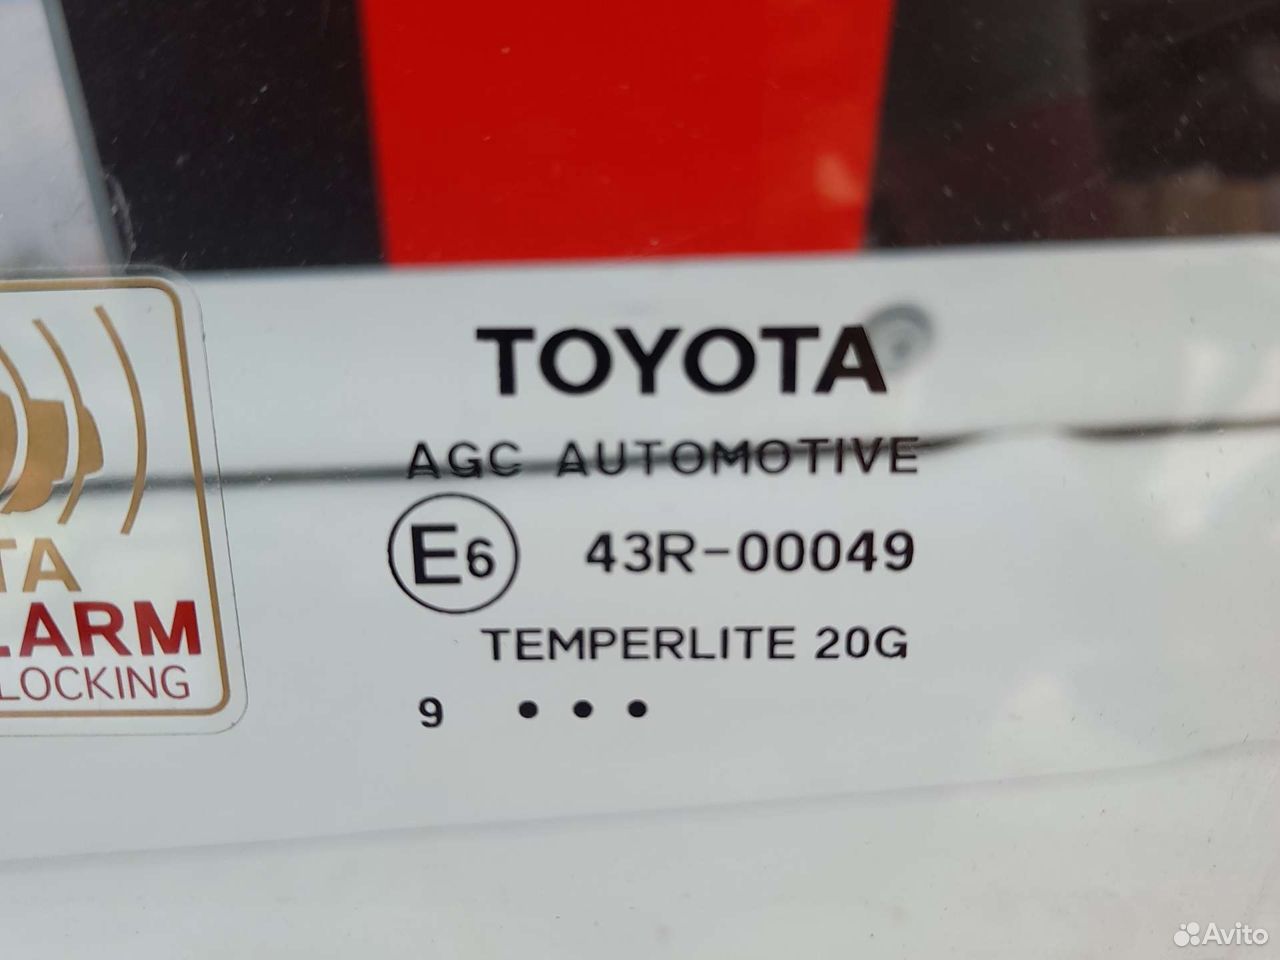 TOYOTA
AGC AUTOMOTIVE
E6 43R-00049
TEMPERLITE 20G
9 •••
TA
LARM
LOCKING
Avito